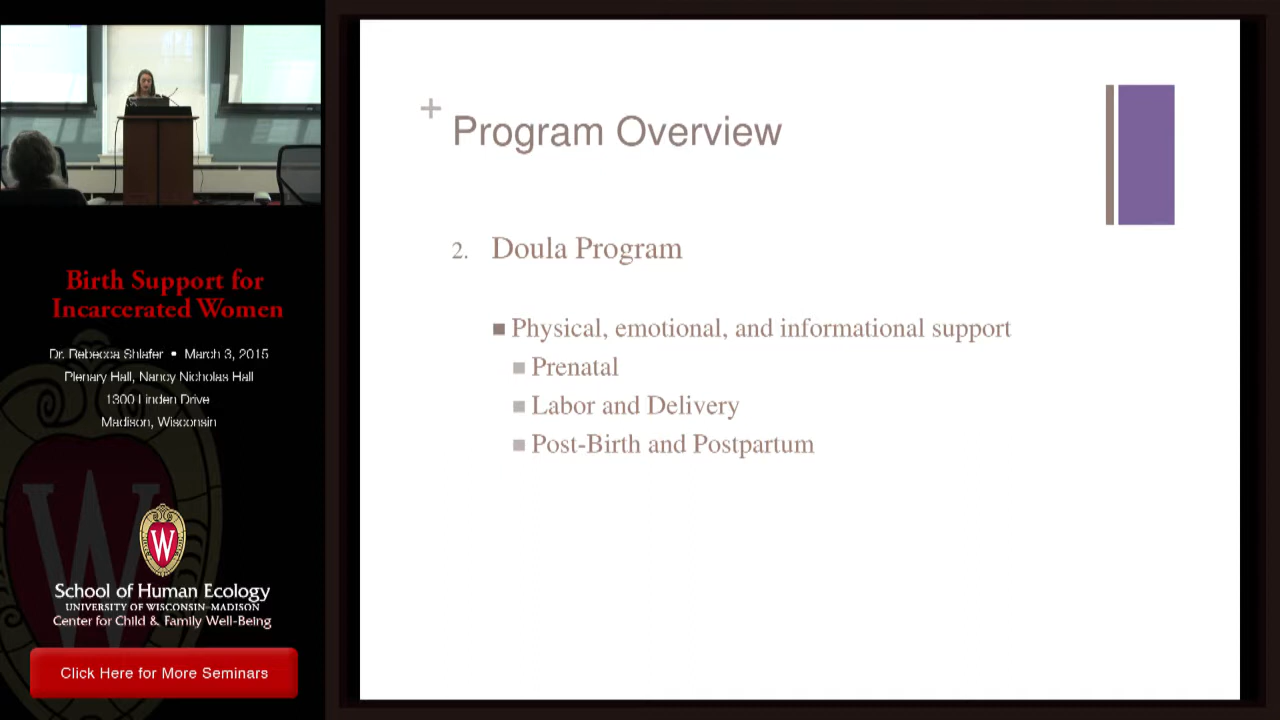 Birth Support for
Incarcerated Women
Dr. Rebecca Shlafer • March 3, 2015
Plenary Hall, Nancy Nicholas Hall
1300 Linden Drive
Madison, Wisconsin
W
School of Human Ecology
UNIVERSITY OF WISCONSIN-MADISON
Center for Child & Family Well-Being
Click Here for More Seminars
+
Program Overview
2. Doula Program
■ Physical, emotional, and informational support
■ Prenatal
■ Labor and Delivery
■ Post-Birth and Postpartum